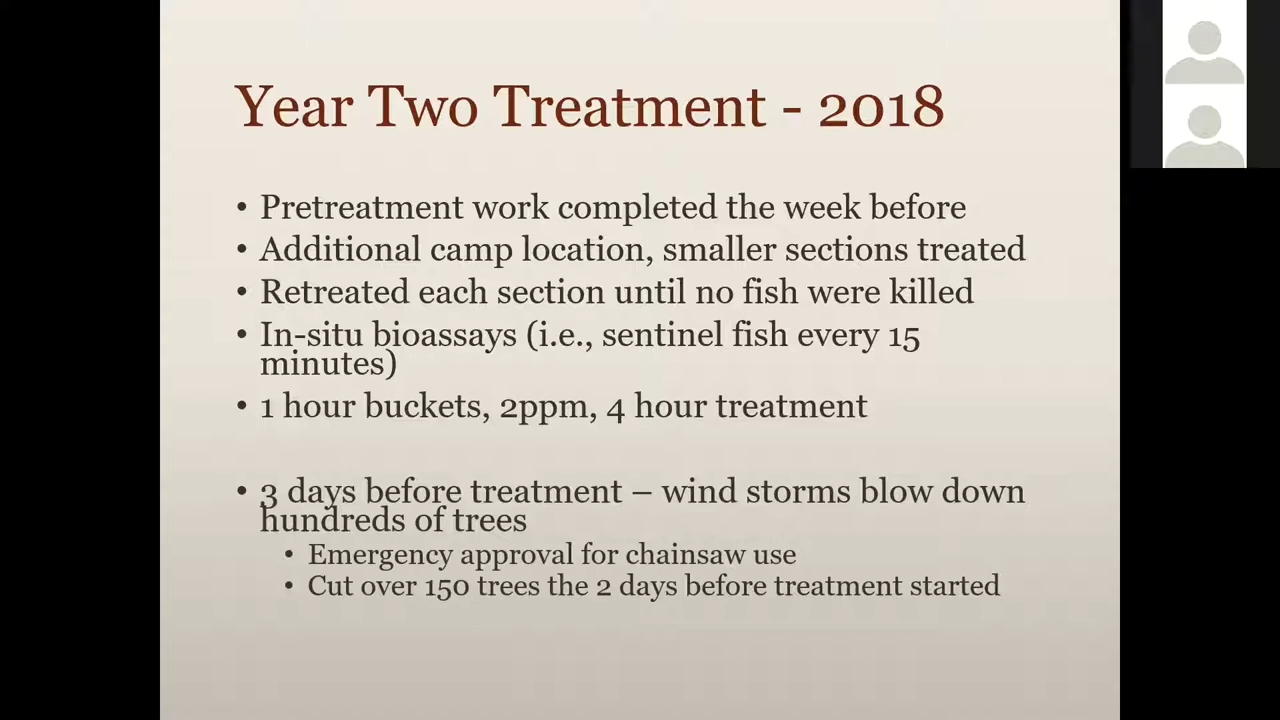 Year Two Treatment - 2018
• Pretreatment work completed the week before
• Additional camp location, smaller sections treated
• Retreated each section until no fish were killed
• In-situ bioassays (i.e., sentinel fish every 15
minutes)
• 1 hour buckets, 2ppm, 4 hour treatment
• 3 days before treatment – wind storms blow down
hundreds of trees
• Emergency approval for chainsaw use
• Cut over 150 trees the 2 days before treatment started